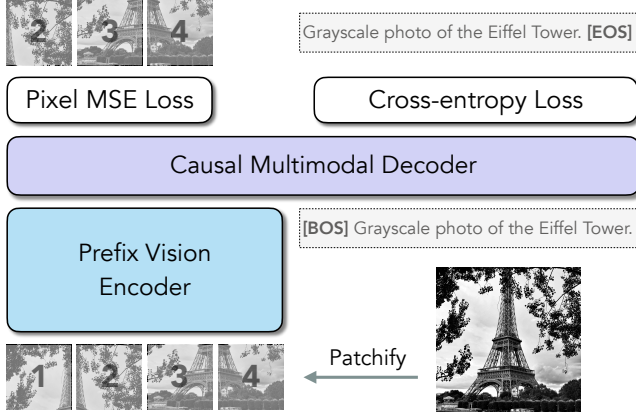 2 3 4
Grayscale photo of the Eiffel Tower. [EOS]
Pixel MSE Loss
Cross-entropy Loss
Causal Multimodal Decoder
Prefix Vision
Encoder
[BOS] Grayscale photo of the Eiffel Tower.
1 2 3 4
Patchify